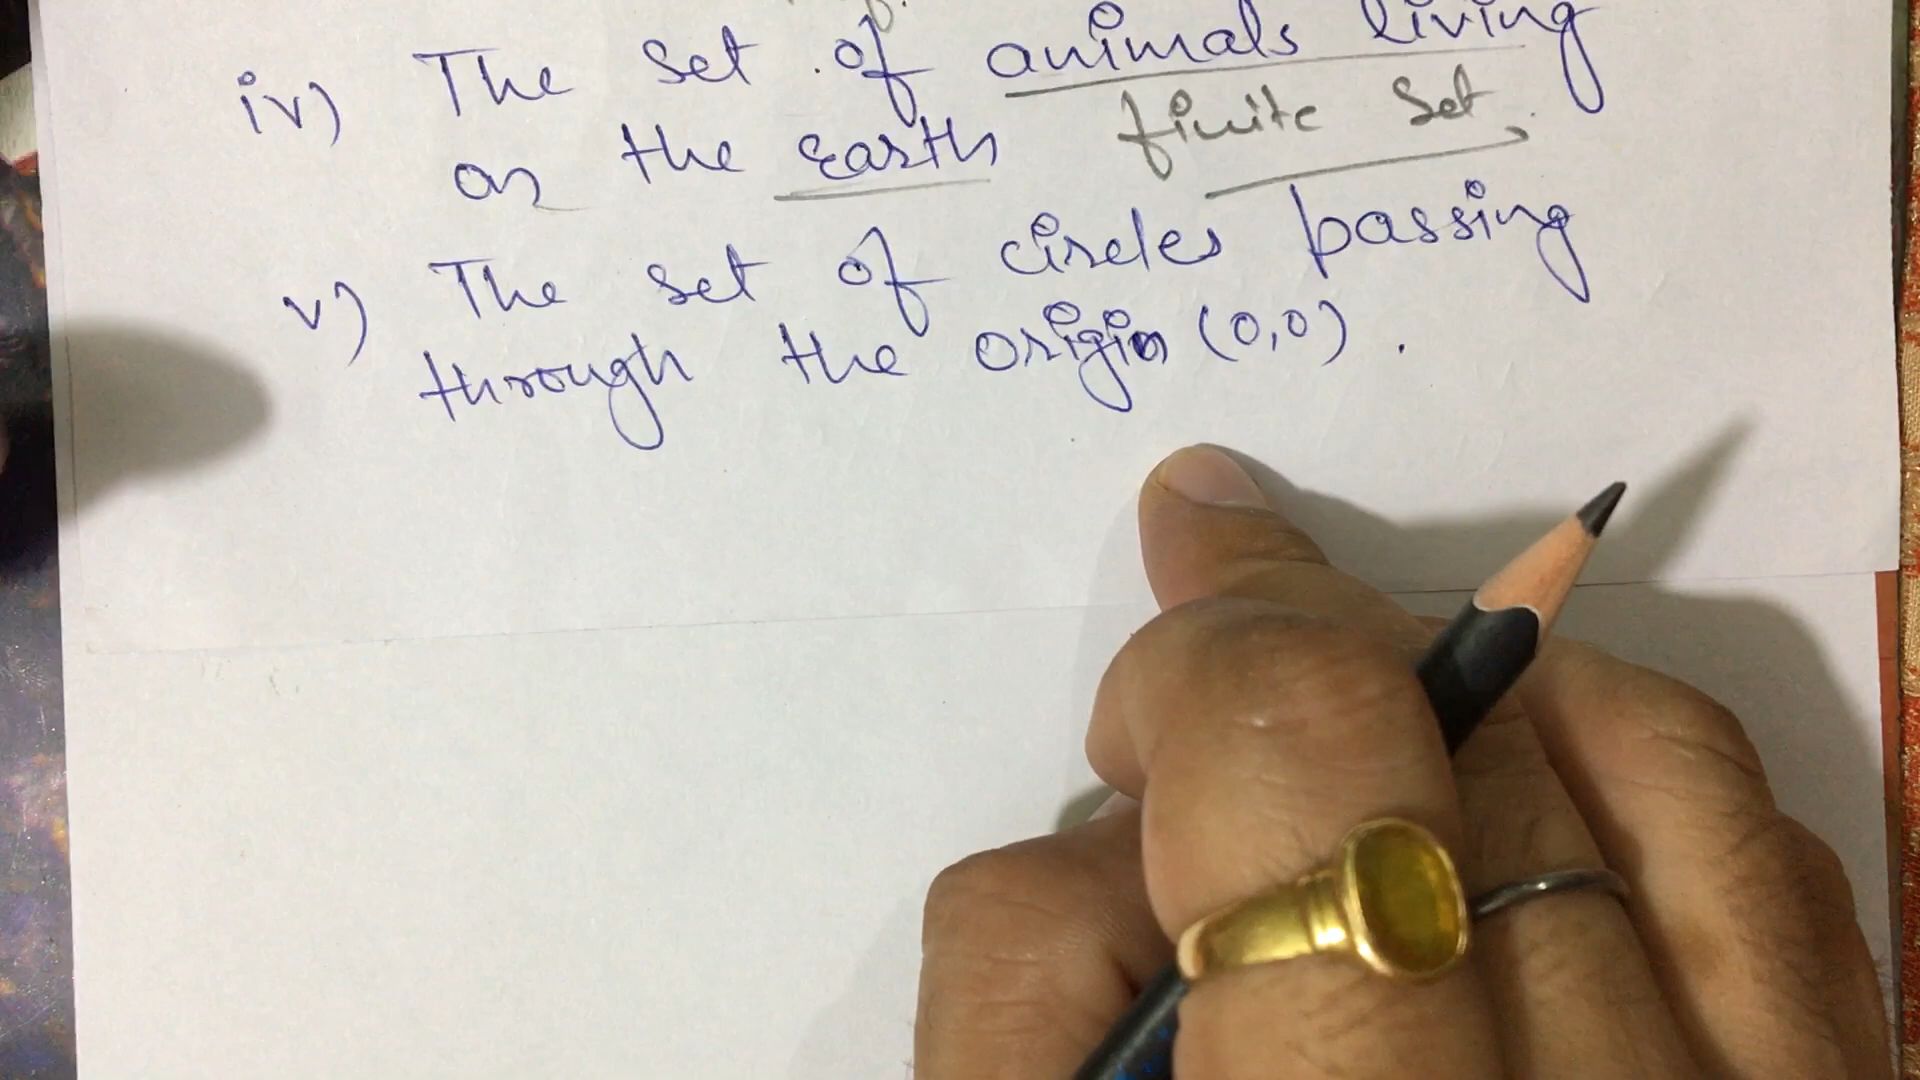 iv) The set of animals living
on the Earth finite set.
v) The set of circles passing
through the origin (0,0).